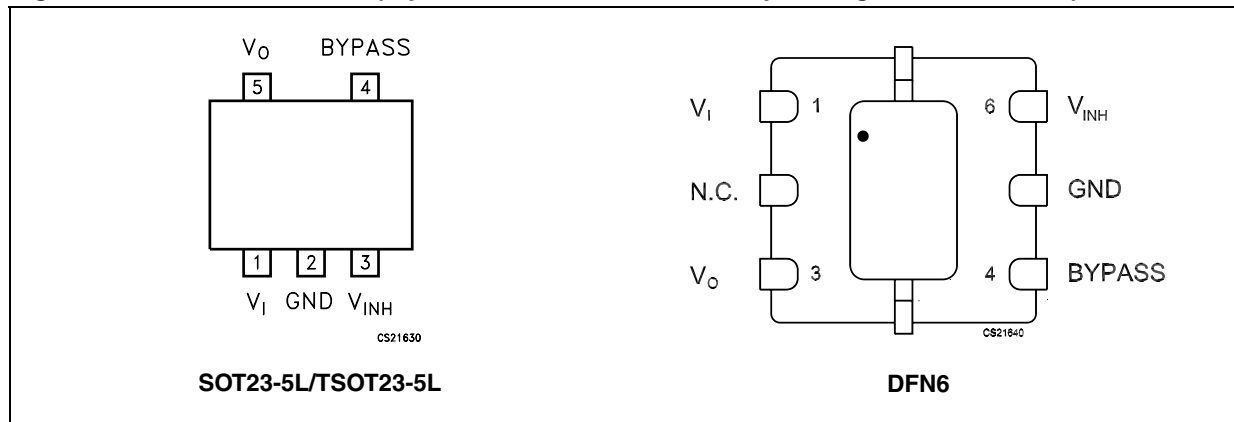 V_O BYPASS
5 4
1 2 3
V_I GND V_INH
CS21630
SOT23-5L/TSOT23-5L
V_I 1 6 V_INH
N.C. GND
V_O 3 4 BYPASS
CS21640
DFN6